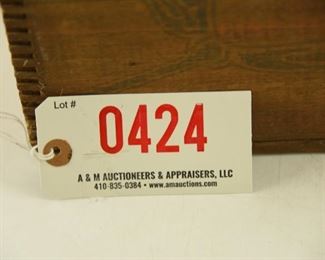 Lot #
0424
A & M AUCTIONEERS & APPRAISERS, LLC
410-835-0384 • www.amauctions.com